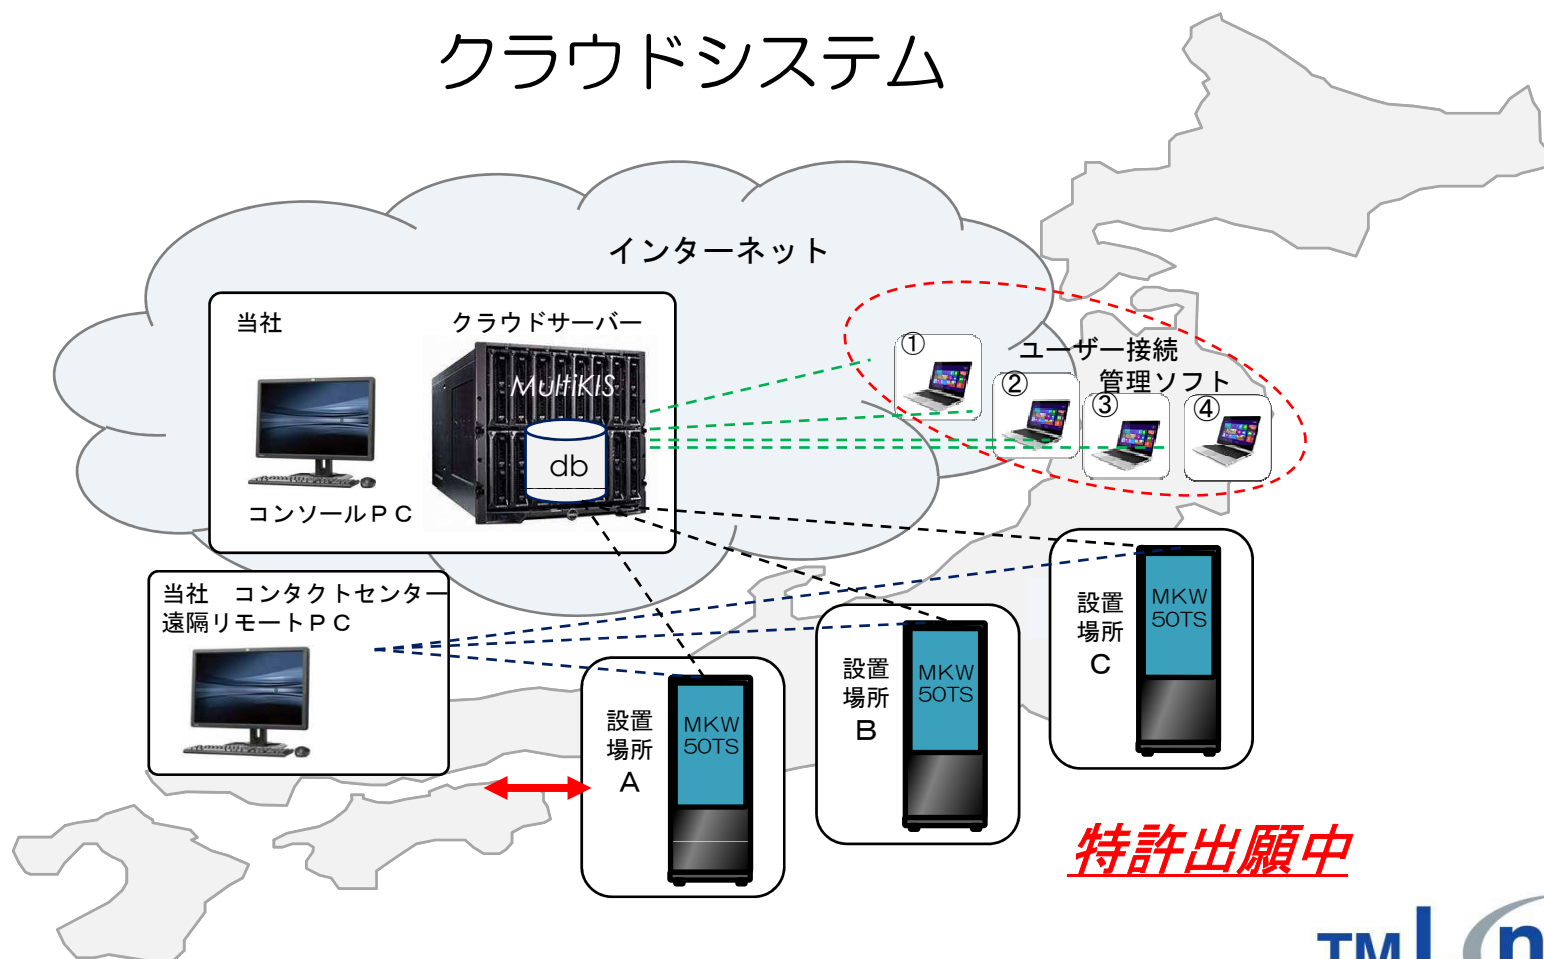 クラウドシステム
インターネット
当社
クラウドサーバー
MultiKIS
db
コンソールＰＣ
①
②
③
④
ユーザー接続
管理ソフト
当社　コンタクトセンター
遠隔リモートＰＣ
設置
場所
Ａ
MKW
50TS
設置
場所
Ｂ
MKW
50TS
設置
場所
Ｃ
MKW
50TS
特許出願中